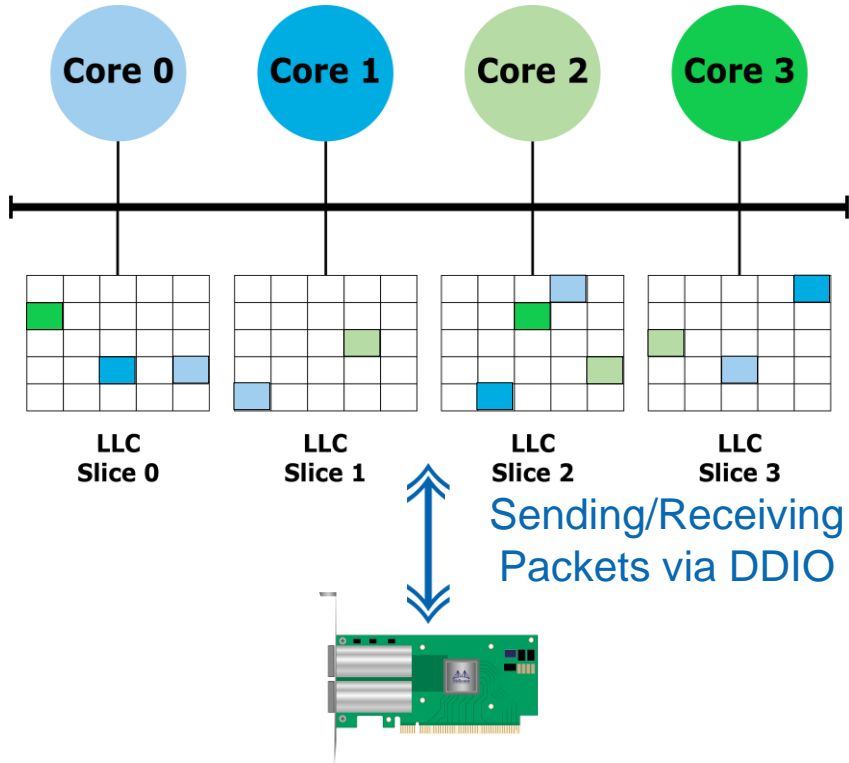 Core 0
Core 1
Core 2
Core 3
LLC
Slice 0
LLC
Slice 1
LLC
Slice 2
LLC
Slice 3
Sending/Receiving
Packets via DDIO